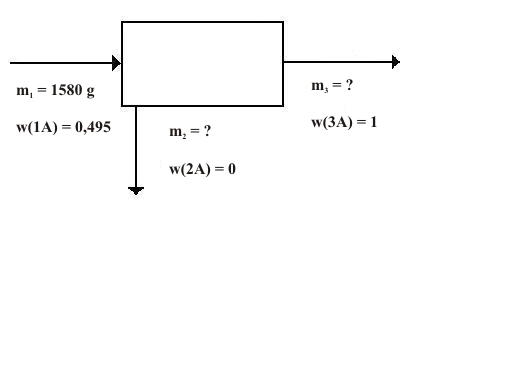 m₁ = 1580 g
w(1A) = 0,495
m₂ = ?
w(2A) = 0
m₃ = ?
w(3A) = 1